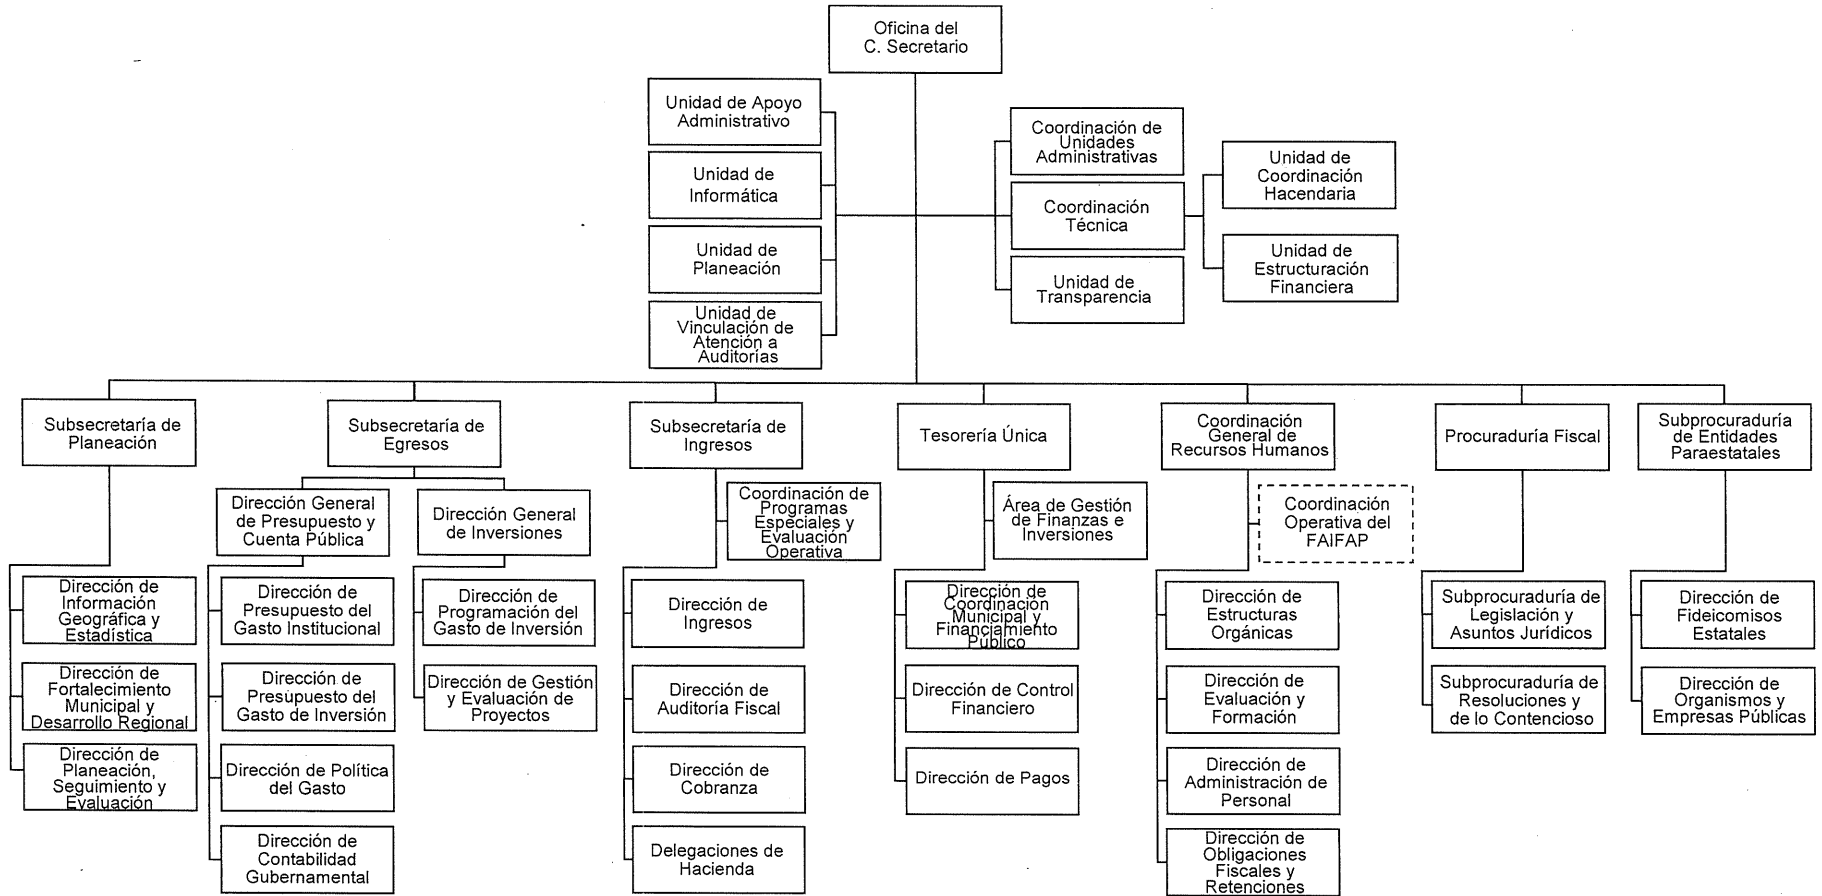 Oficina del
C. Secretario
Unidad de Apoyo
Administrativo
Unidad de
Informática
Unidad de
Planeación
Unidad de
Vinculación de
Atención a
Auditorías
Coordinación de
Unidades
Administrativas
Coordinación
Técnica
Unidad de
Transparencia
Unidad de
Coordinación
Hacendaria
Unidad de
Estructuración
Financiera
Subsecretaría de
Planeación
Subsecretaría de
Egresos
Subsecretaría de
Ingresos
Tesorería Única
Coordinación
General de
Recursos Humanos
Procuraduría Fiscal
Subprocuraduría
de Entidades
Paraestatales
Dirección General
de Presupuesto y
Cuenta Pública
Dirección General
de Inversiones
Coordinación de
Programas
Especiales y
Evaluación
Operativa
Área de Gestión
de Finanzas e
Inversiones
Coordinación
Operativa del
FAIFAP
Dirección de
Información
Geográfica y
Estadística
Dirección de
Fortalecimiento
Municipal y
Desarrollo Regional
Dirección de
Planeación,
Seguimiento y
Evaluación
Dirección de
Presupuesto del
Gasto Institucional
Dirección de
Presupuesto del
Gasto de Inversión
Dirección de Política
del Gasto
Dirección de
Contabilidad
Gubernamental
Dirección de
Programación del
Gasto de Inversión
Dirección de Gestión
y Evaluación de
Proyectos
Dirección de
Ingresos
Dirección de
Auditoría Fiscal
Dirección de
Cobranza
Delegaciones de
Hacienda
Dirección de
Coordinación
Municipal y
Financiamiento
Público
Dirección de Control
Financiero
Dirección de Pagos
Dirección de
Estructuras
Orgánicas
Dirección de
Evaluación y
Formación
Dirección de
Administración de
Personal
Dirección de
Obligaciones
Fiscales y
Retenciones
Subprocuraduría de
Legislación y
Asuntos Jurídicos
Subprocuraduría de
Resoluciones y
de lo Contencioso
Dirección de
Fideicomisos
Estatales
Dirección de
Organismos y
Empresas Públicas